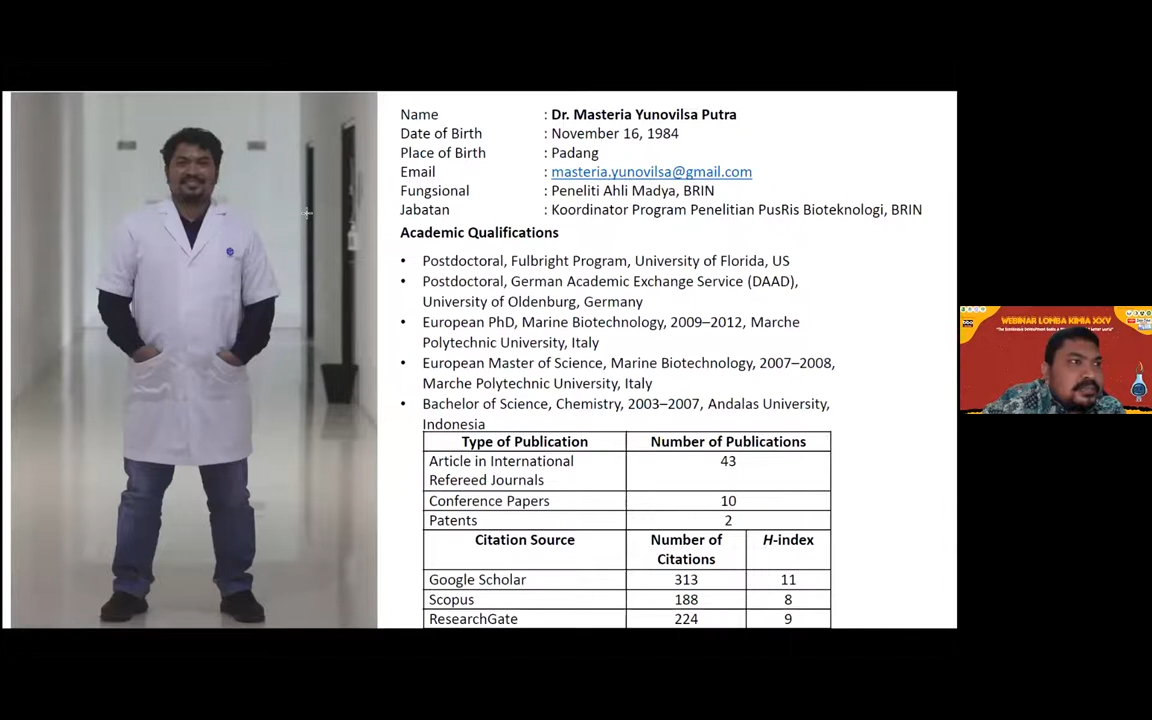 Name : Dr. Masteria Yunovilsa Putra
Date of Birth : November 16, 1984
Place of Birth : Padang
Email : masteria.yunovilsa@gmail.com
Fungsional : Peneliti Ahli Madya, BRIN
Jabatan : Koordinator Program Penelitian PusRis Bioteknologi, BRIN
Academic Qualifications
• Postdoctoral, Fulbright Program, University of Florida, US
• Postdoctoral, German Academic Exchange Service (DAAD),
University of Oldenburg, Germany
• European PhD, Marine Biotechnology, 2009–2012, Marche
Polytechnic University, Italy
• European Master of Science, Marine Biotechnology, 2007–2008,
Marche Polytechnic University, Italy
• Bachelor of Science, Chemistry, 2003–2007, Andalas University,
Indonesia
Type of Publication Number of Publications
Article in International 43
Refereed Journals
Conference Papers 10
Patents 2
Citation Source Number of H-index
Citations
Google Scholar 313 11
Scopus 188 8
ResearchGate 224 9
WEBINAR LOMBA KIMIA XXV